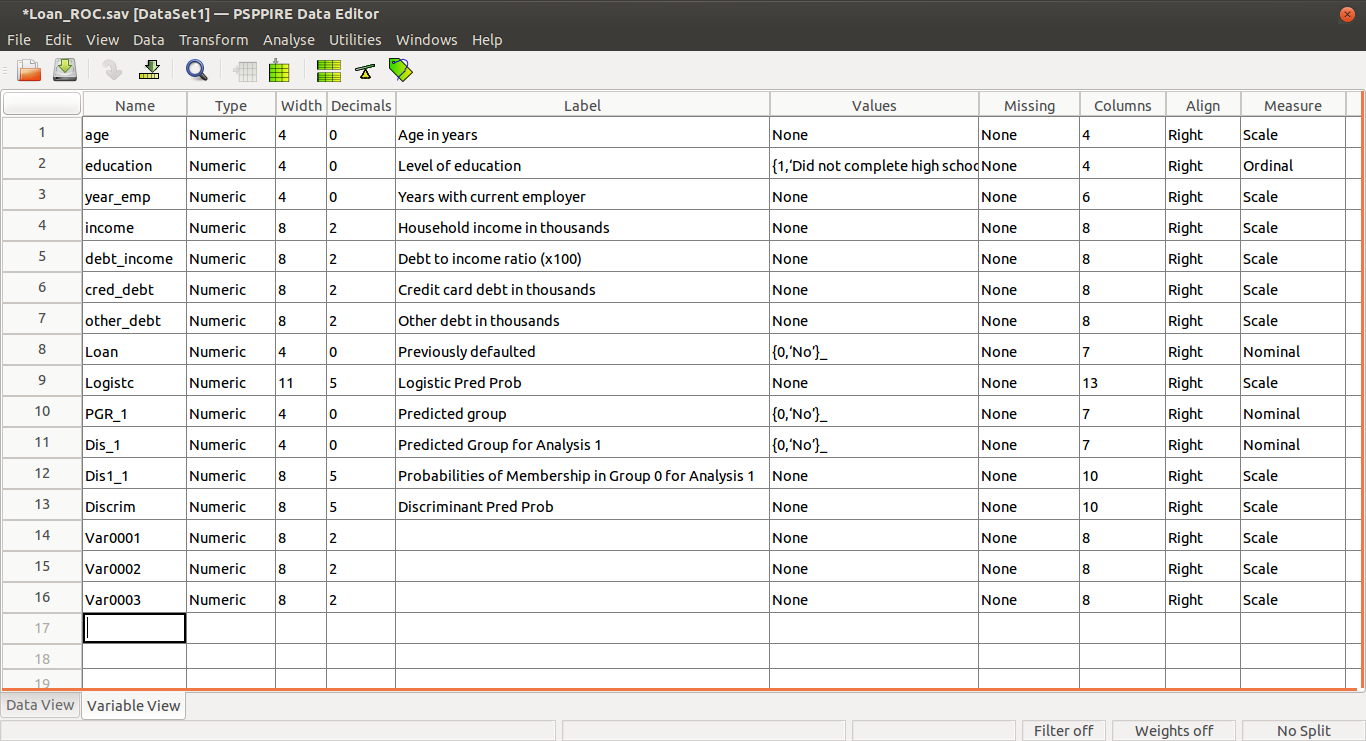 *Loan_ROC.sav [DataSet1] — PSPPIRE Data Editor
File Edit View Data Transform Analyse Utilities Windows Help
Name Type Width Decimals Label Values Missing Columns Align Measure
1 age Numeric 4 0 Age in years None None 4 Right Scale
2 education Numeric 4 0 Level of education {1,‘Did not complete high schoo None 4 Right Ordinal
3 year_emp Numeric 4 0 Years with current employer None None 6 Right Scale
4 income Numeric 8 2 Household income in thousands None None 8 Right Scale
5 debt_income Numeric 8 2 Debt to income ratio (x100) None None 8 Right Scale
6 cred_debt Numeric 8 2 Credit card debt in thousands None None 8 Right Scale
7 other_debt Numeric 8 2 Other debt in thousands None None 8 Right Scale
8 Loan Numeric 4 0 Previously defaulted {0,‘No’}_ None 7 Right Nominal
9 Logistc Numeric 11 5 Logistic Pred Prob None None 13 Right Scale
10 PGR_1 Numeric 4 0 Predicted group {0,‘No’}_ None 7 Right Nominal
11 Dis_1 Numeric 4 0 Predicted Group for Analysis 1 {0,‘No’}_ None 7 Right Nominal
12 Dis1_1 Numeric 8 5 Probabilities of Membership in Group 0 for Analysis 1 None None 10 Right Scale
13 Discrim Numeric 8 5 Discriminant Pred Prob None None 10 Right Scale
14 Var0001 Numeric 8 2 None None 8 Right Scale
15 Var0002 Numeric 8 2 None None 8 Right Scale
16 Var0003 Numeric 8 2 None None 8 Right Scale
17
18
19
Data View Variable View
Filter off Weights off No Split